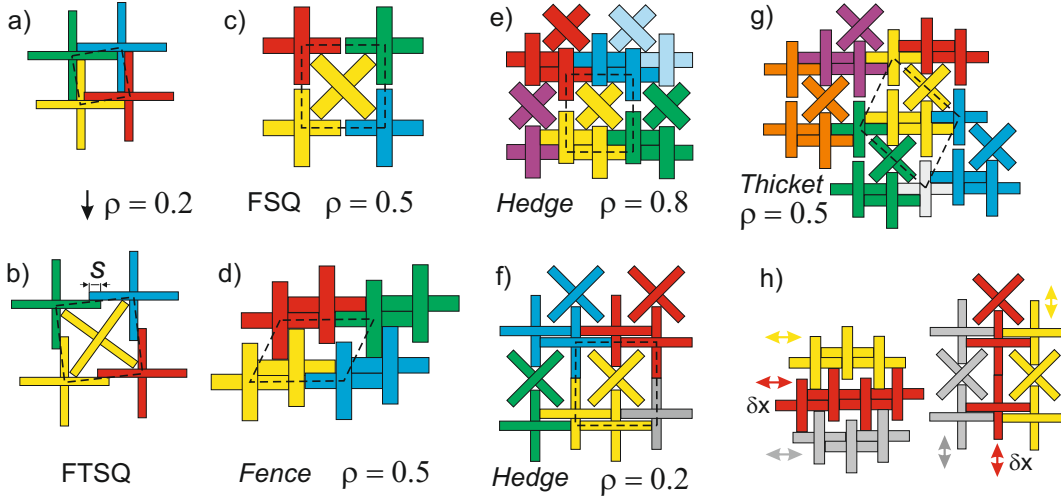 a)
c)
e)
g)
↓ ρ = 0.2
FSQ ρ = 0.5
Hedge ρ = 0.8
Thicket
ρ = 0.5
b)
S
d)
f)
h)
δx
δx
FTSQ
Fence ρ = 0.5
Hedge ρ = 0.2